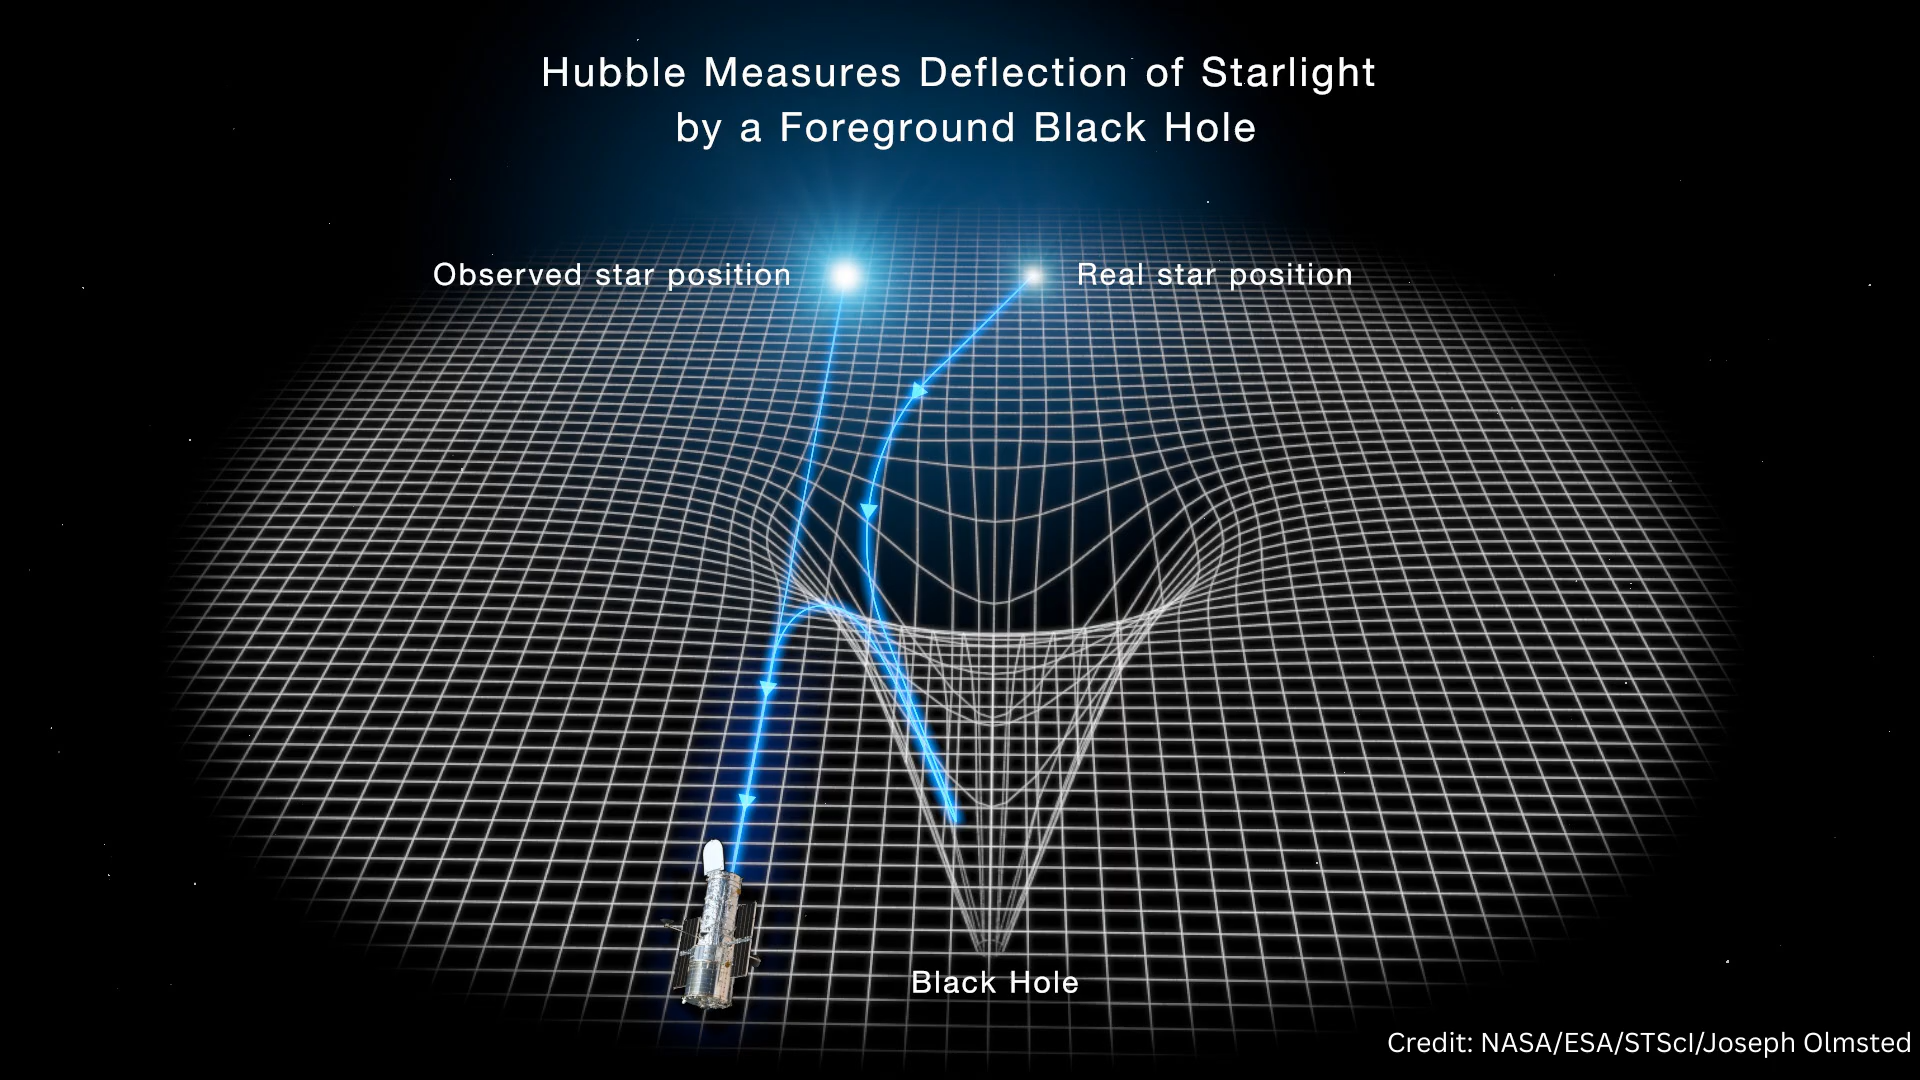 Hubble Measures Deflection of Starlight
by a Foreground Black Hole
Observed star position
Real star position
Black Hole
Credit: NASA/ESA/STScI/Joseph Olmsted